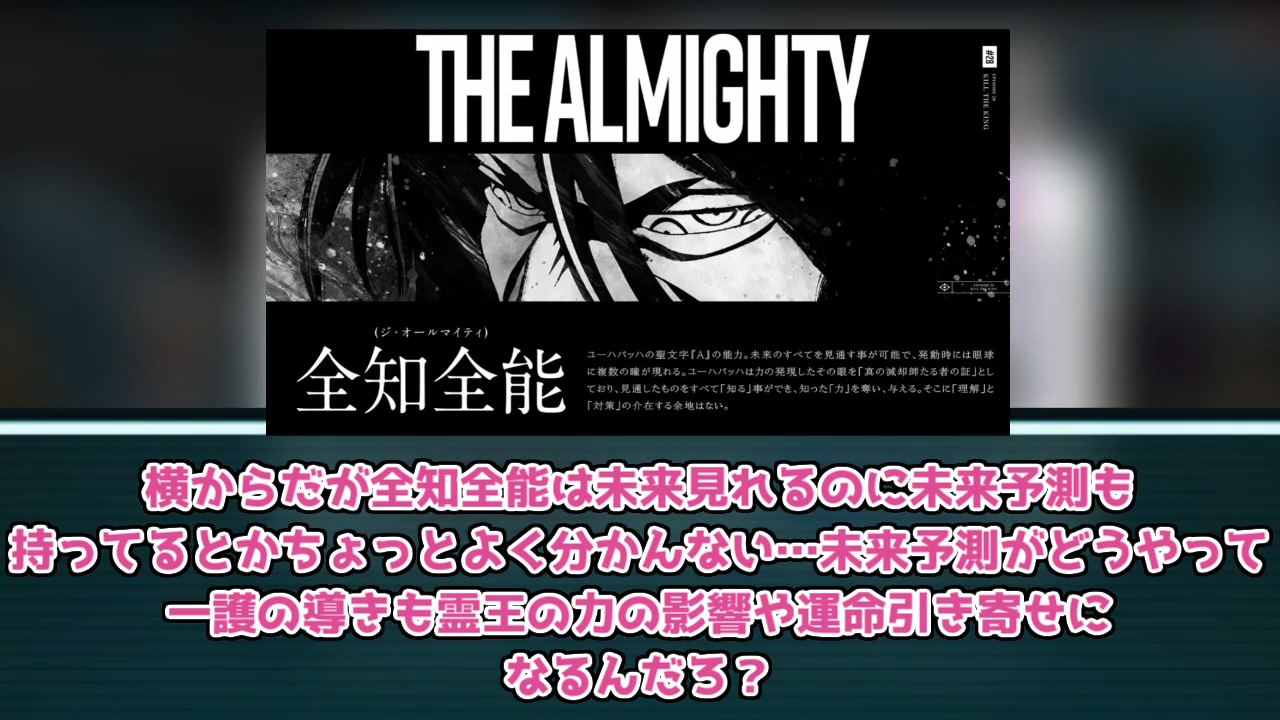 THE ALMIGHTY
#28
EPISODE 28
KILL THE KING
EPISODE 28
KILL THE KING
(ジ・オールマイティ)
全知全能
ユーハバッハの聖文字『A』の能力。未来のすべてを見通す事が可能で、発動時には眼球
に複数の瞳が現れる。ユーハバッハは力の発現したその眼を「真の滅却師たる者の証」とし
ており、見通したものをすべて「知る」事ができ、知った「力」を奪い、与える。そこに「理解」と
「対策」の介在する余地はない。
横からだが全知全能は未来見れるのに未来予測も
持ってるとかちょっとよく分かんない…未来予測がどうやって
一護の導きも霊王の力の影響や運命引き寄せに
なるんだろ？